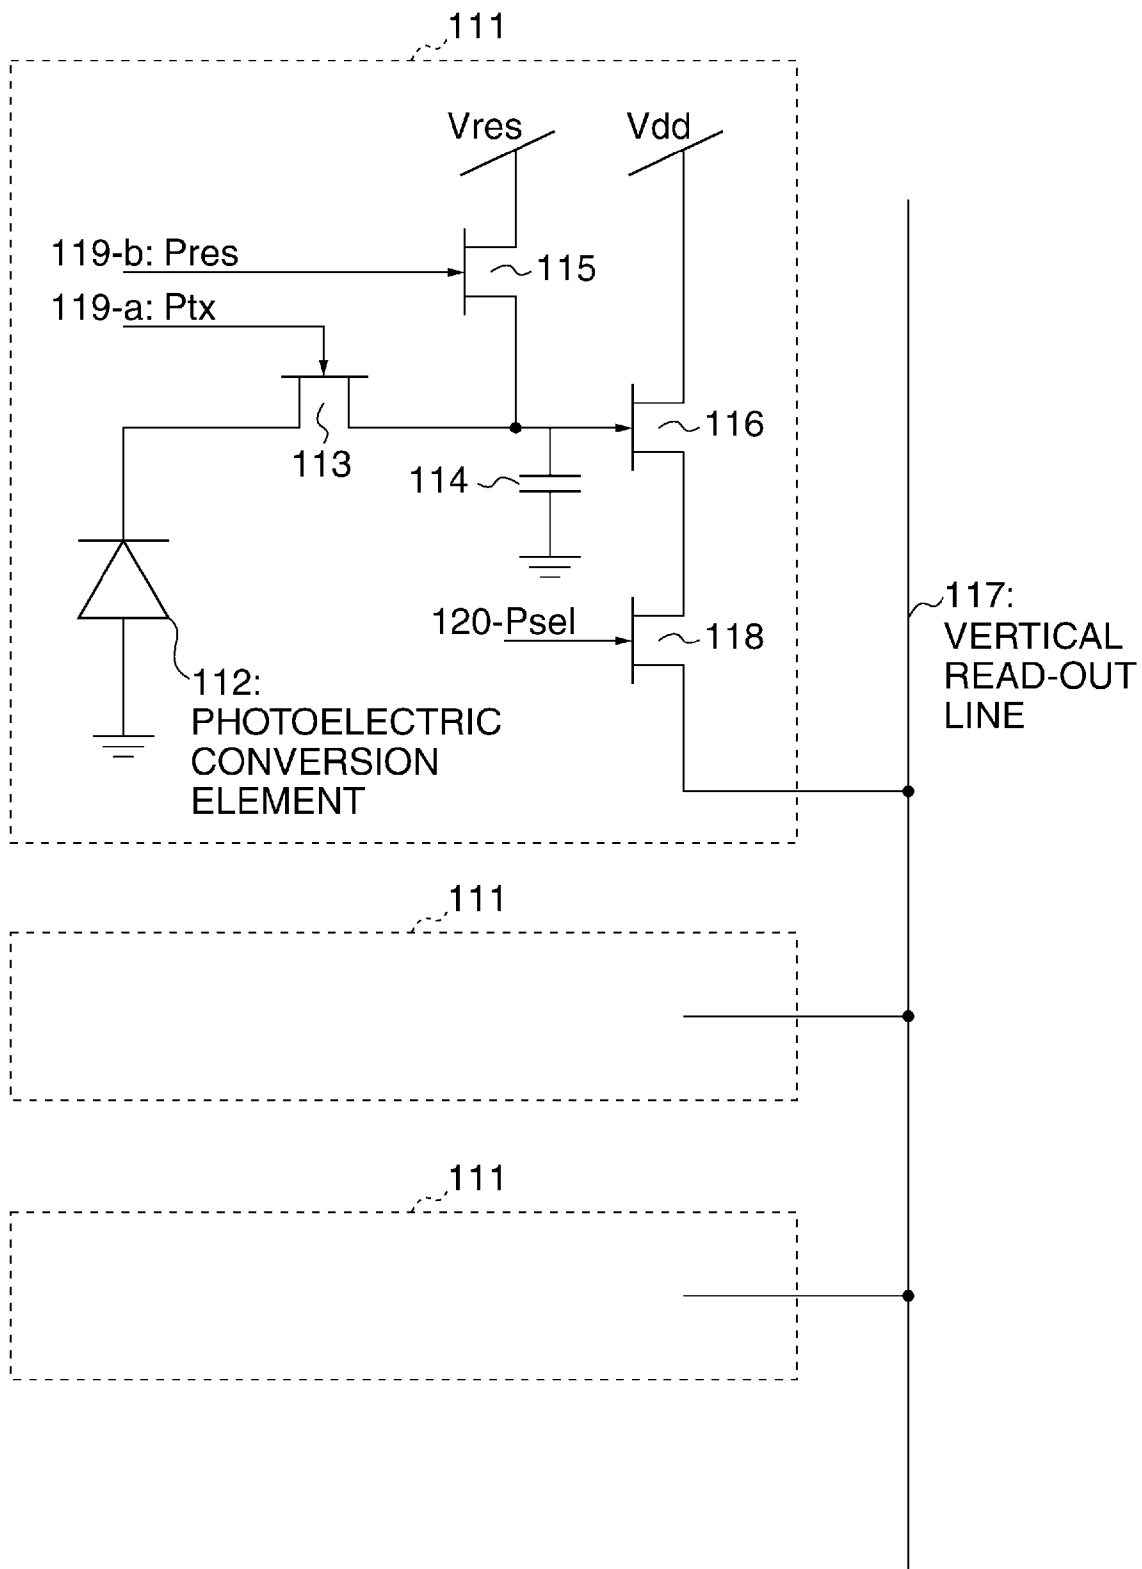 111
Vres
Vdd
119-b: Pres
115
119-a: Ptx
116
113
114
120-Psel
118
117:
VERTICAL
READ-OUT
LINE
112:
PHOTOELECTRIC
CONVERSION
ELEMENT
111
111